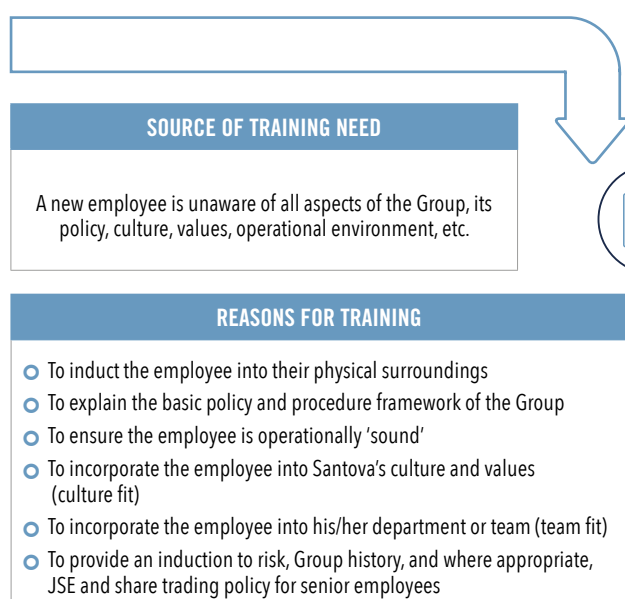 SOURCE OF TRAINING NEED
A new employee is unaware of all aspects of the Group, its
policy, culture, values, operational environment, etc.
REASONS FOR TRAINING
To induct the employee into their physical surroundings
To explain the basic policy and procedure framework of the Group
To ensure the employee is operationally ‘sound’
To incorporate the employee into Santova’s culture and values
(culture fit)
To incorporate the employee into his/her department or team (team fit)
To provide an induction to risk, Group history, and where appropriate,
JSE and share trading policy for senior employees